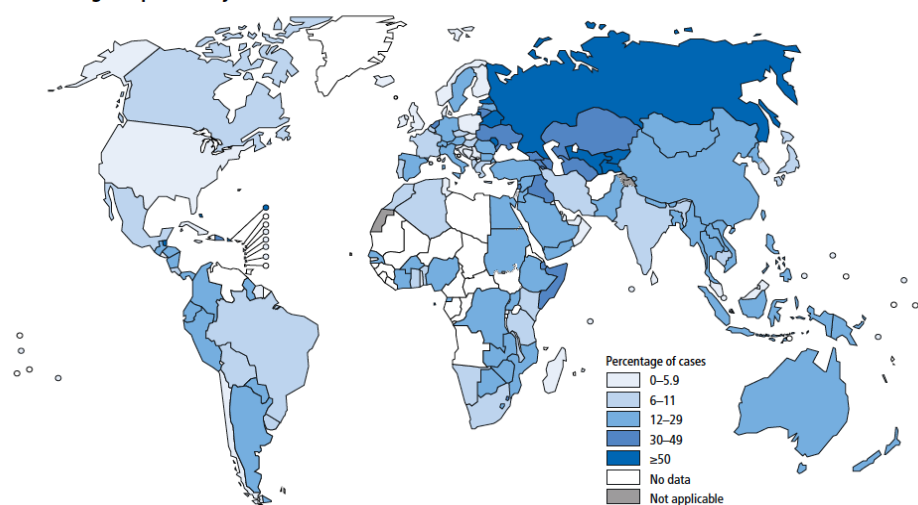 Percentage of cases
0–5.9
6–11
12–29
30–49
≥50
No data
Not applicable